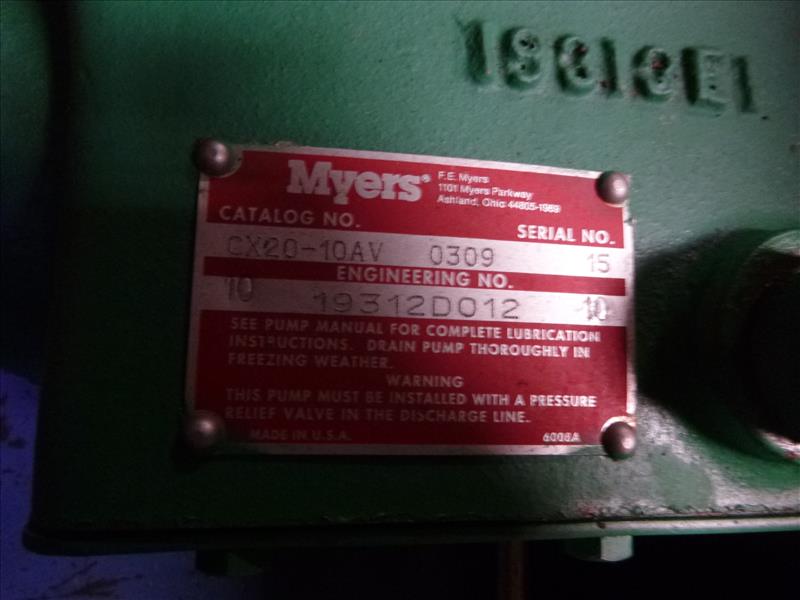 Myers®
F.E. Myers
1101 Myers Parkway
Ashland, Ohio 44805-1969
CATALOG NO.
SERIAL NO.
CX20-10AV 0309 15
ENGINEERING NO.
10 19312D012 10
SEE PUMP MANUAL FOR COMPLETE LUBRICATION
INSTRUCTIONS. DRAIN PUMP THOROUGHLY IN
FREEZING WEATHER.
WARNING
THIS PUMP MUST BE INSTALLED WITH A PRESSURE
RELIEF VALVE IN THE DISCHARGE LINE.
MADE IN U.S.A. 6008A